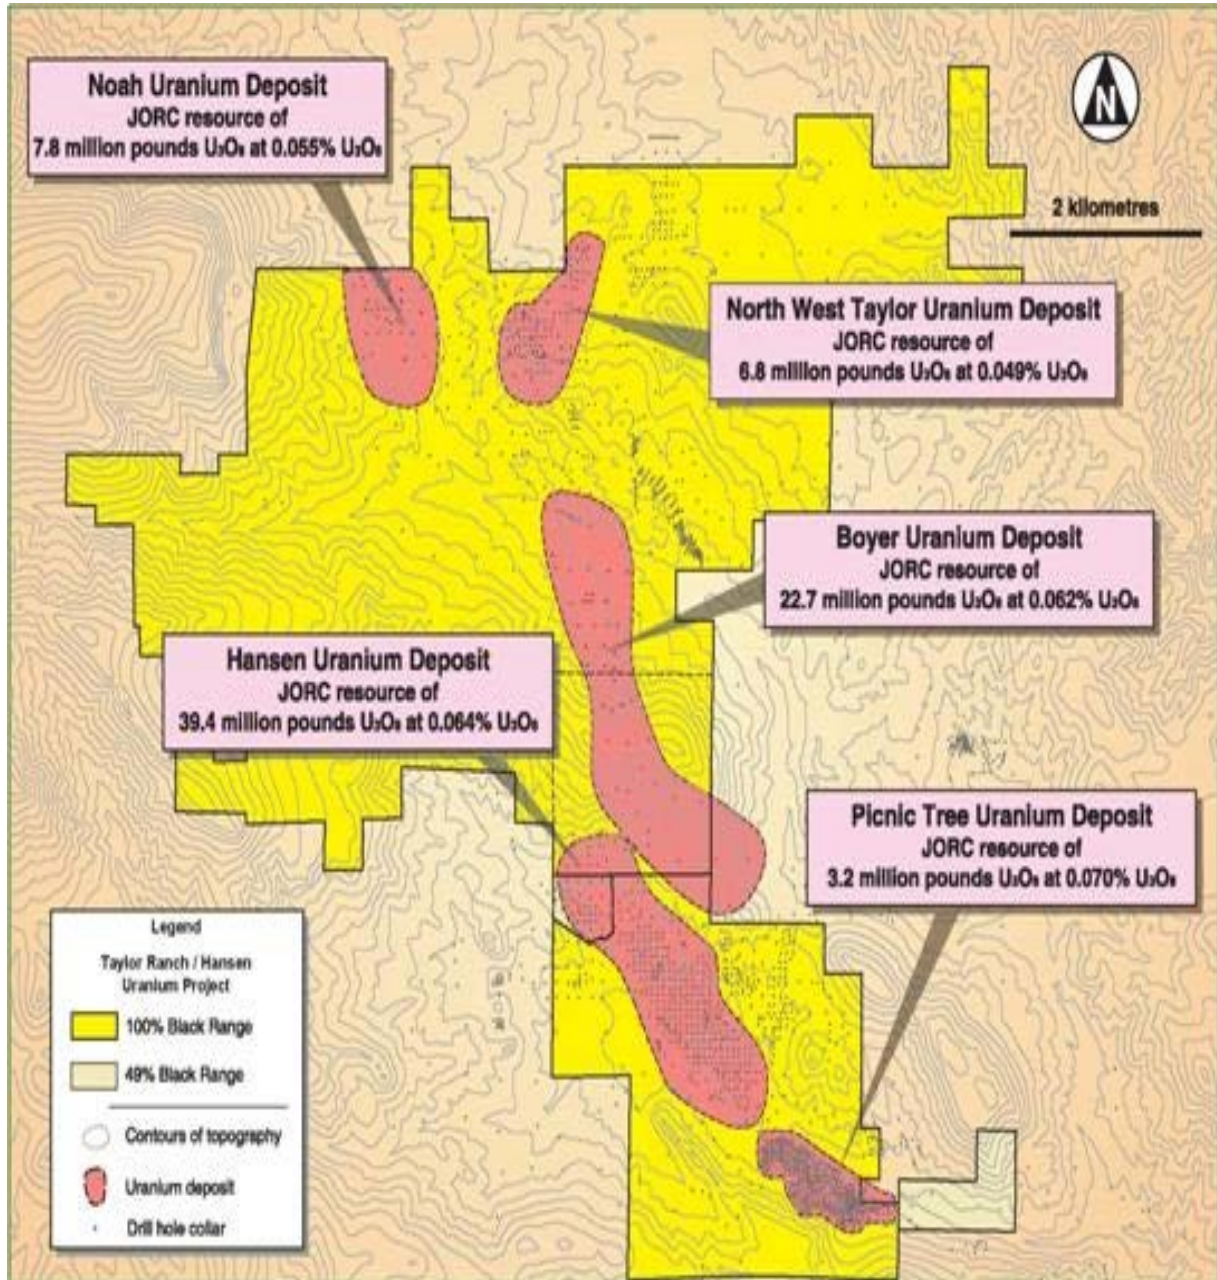 Noah Uranium Deposit
JORC resource of
7.8 million pounds U₃O₈ at 0.055% U₃O₈
N
2 kilometres
North West Taylor Uranium Deposit
JORC resource of
6.8 million pounds U₃O₈ at 0.049% U₃O₈
Boyer Uranium Deposit
JORC resource of
22.7 million pounds U₃O₈ at 0.062% U₃O₈
Hansen Uranium Deposit
JORC resource of
39.4 million pounds U₃O₈ at 0.064% U₃O₈
Picnic Tree Uranium Deposit
JORC resource of
3.2 million pounds U₃O₈ at 0.070% U₃O₈
Legend
Taylor Ranch / Hansen
Uranium Project
100% Black Range
49% Black Range
Contours of topography
Uranium deposit
Drill hole collar